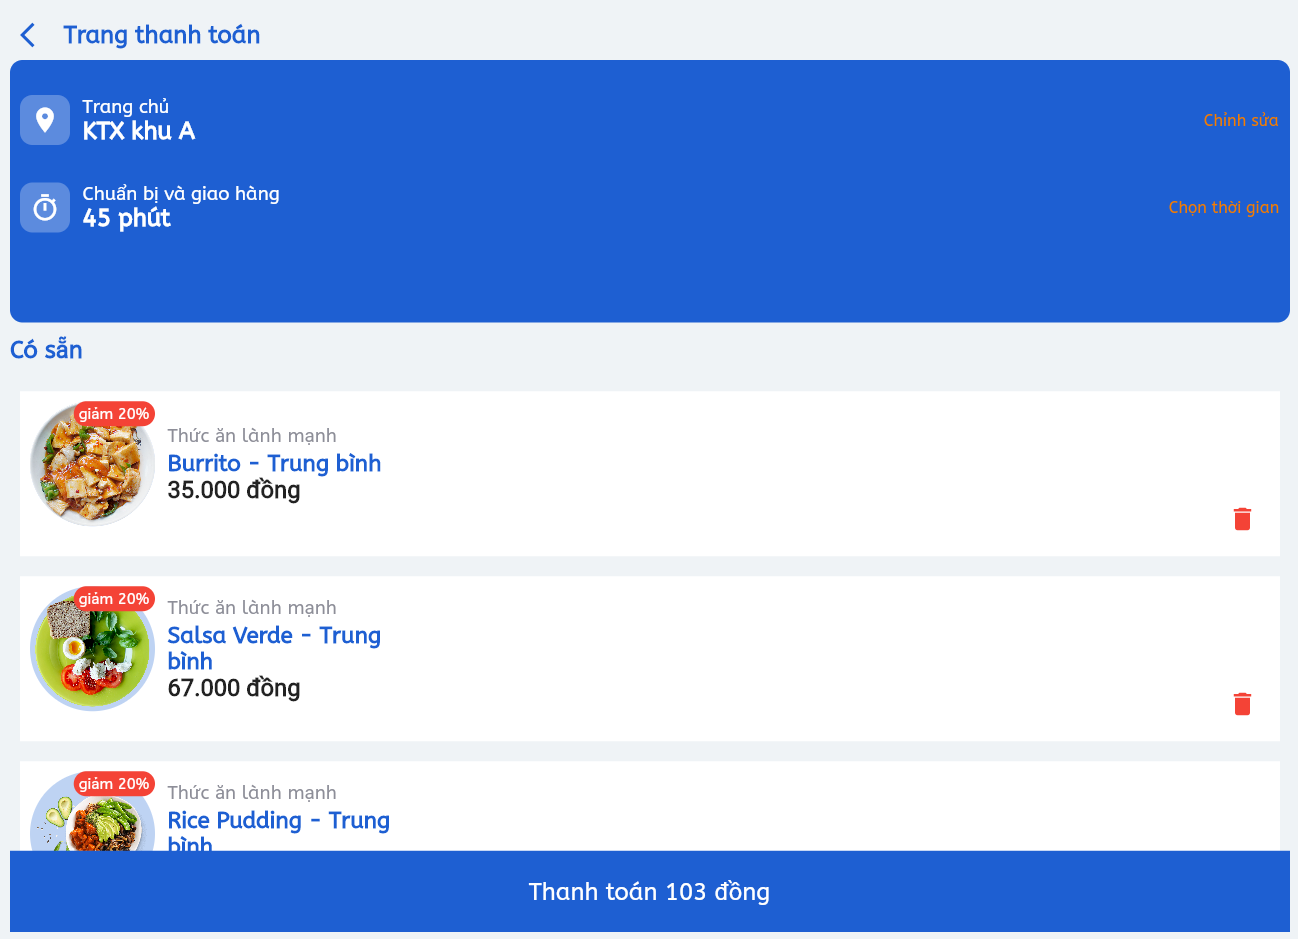 Trang thanh toán
Trang chủ
KTX khu A
Chỉnh sửa
Chuẩn bị và giao hàng
45 phút
Chọn thời gian
Có sẵn
giảm 20%
Thức ăn lành mạnh
Burrito - Trung bình
35.000 đồng
giảm 20%
Thức ăn lành mạnh
Salsa Verde - Trung
bình
67.000 đồng
giảm 20%
Thức ăn lành mạnh
Rice Pudding - Trung
bình
Thanh toán 103 đồng